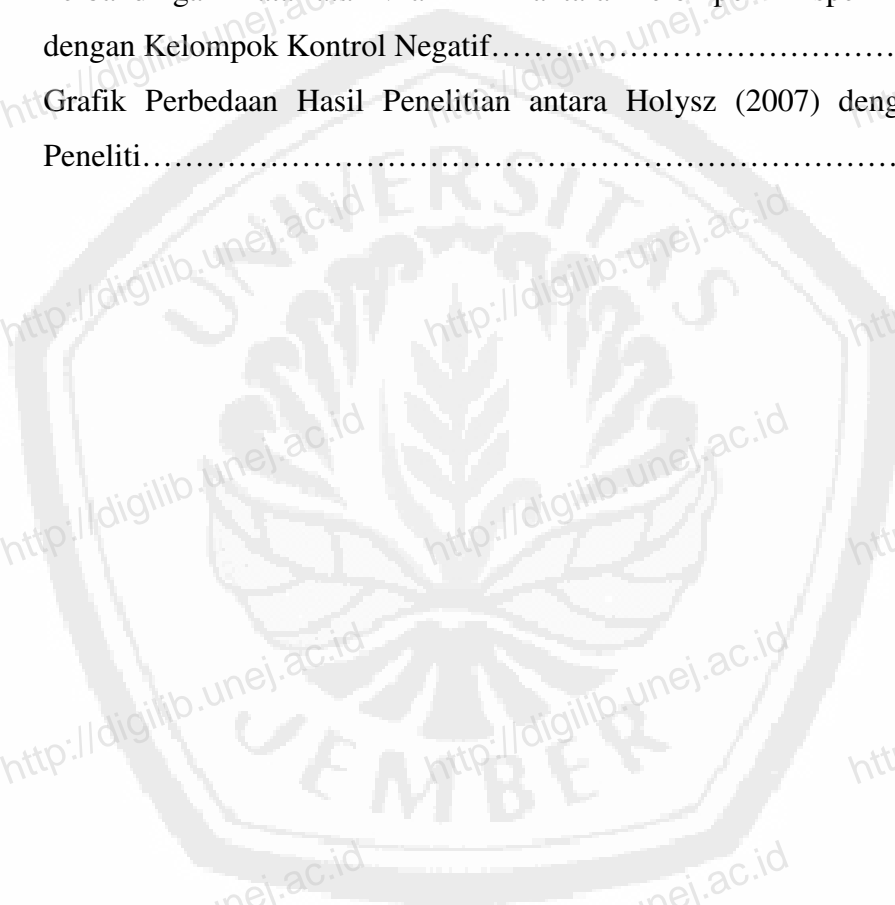 dengan Kelompok Kontrol Negatif……………………………
Grafik Perbedaan Hasil Penelitian antara Holysz (2007)
Peneliti……………………………………………………………
UNIVERSITAS
JEMBER
http://digilib.unej.ac.id
http://digilib.unej.ac.id
http://digilib.unej.ac.id
http://digilib.unej.ac.id
http://digilib.unej.ac.id
http://digilib.unej.ac.id